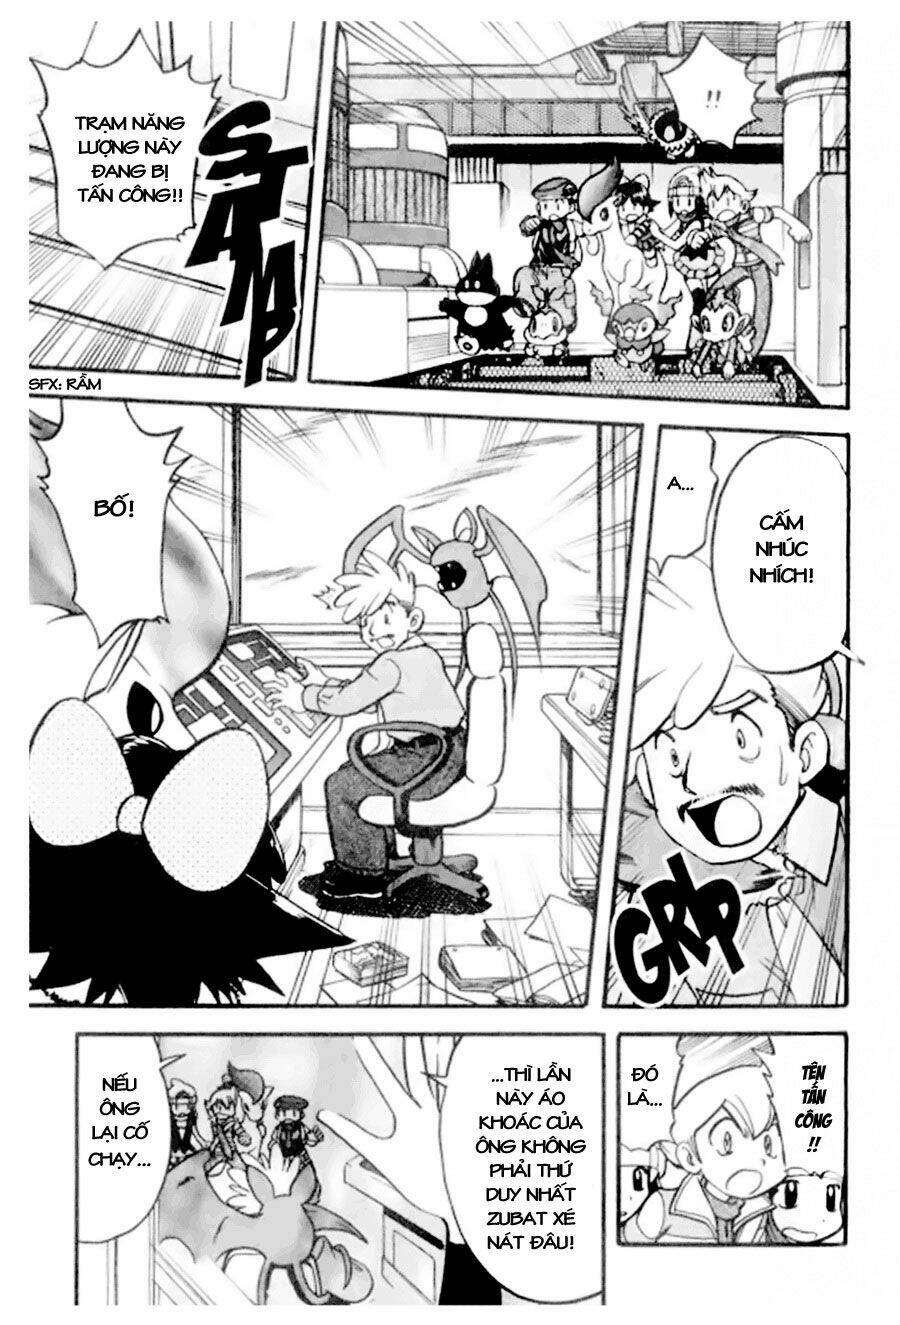 !!
TRẠM NĂNG
LƯỢNG NÀY
ĐANG BỊ
TẤN CÔNG!!
STAMP
SFX: RẦM
CẤM
NHÚC
NHÍCH!
A...
GRIP
BỐ!
TÊN
TẤN
CÔNG
!!
ĐÓ
LÀ...
...THÌ LẦN
NÀY ÁO
KHOÁC CỦA
ÔNG KHÔNG
PHẢI THỨ
DUY NHẤT
ZUBAT XÉ
NÁT ĐÂU!
NẾU
ÔNG
LẠI CỐ
CHẠY...